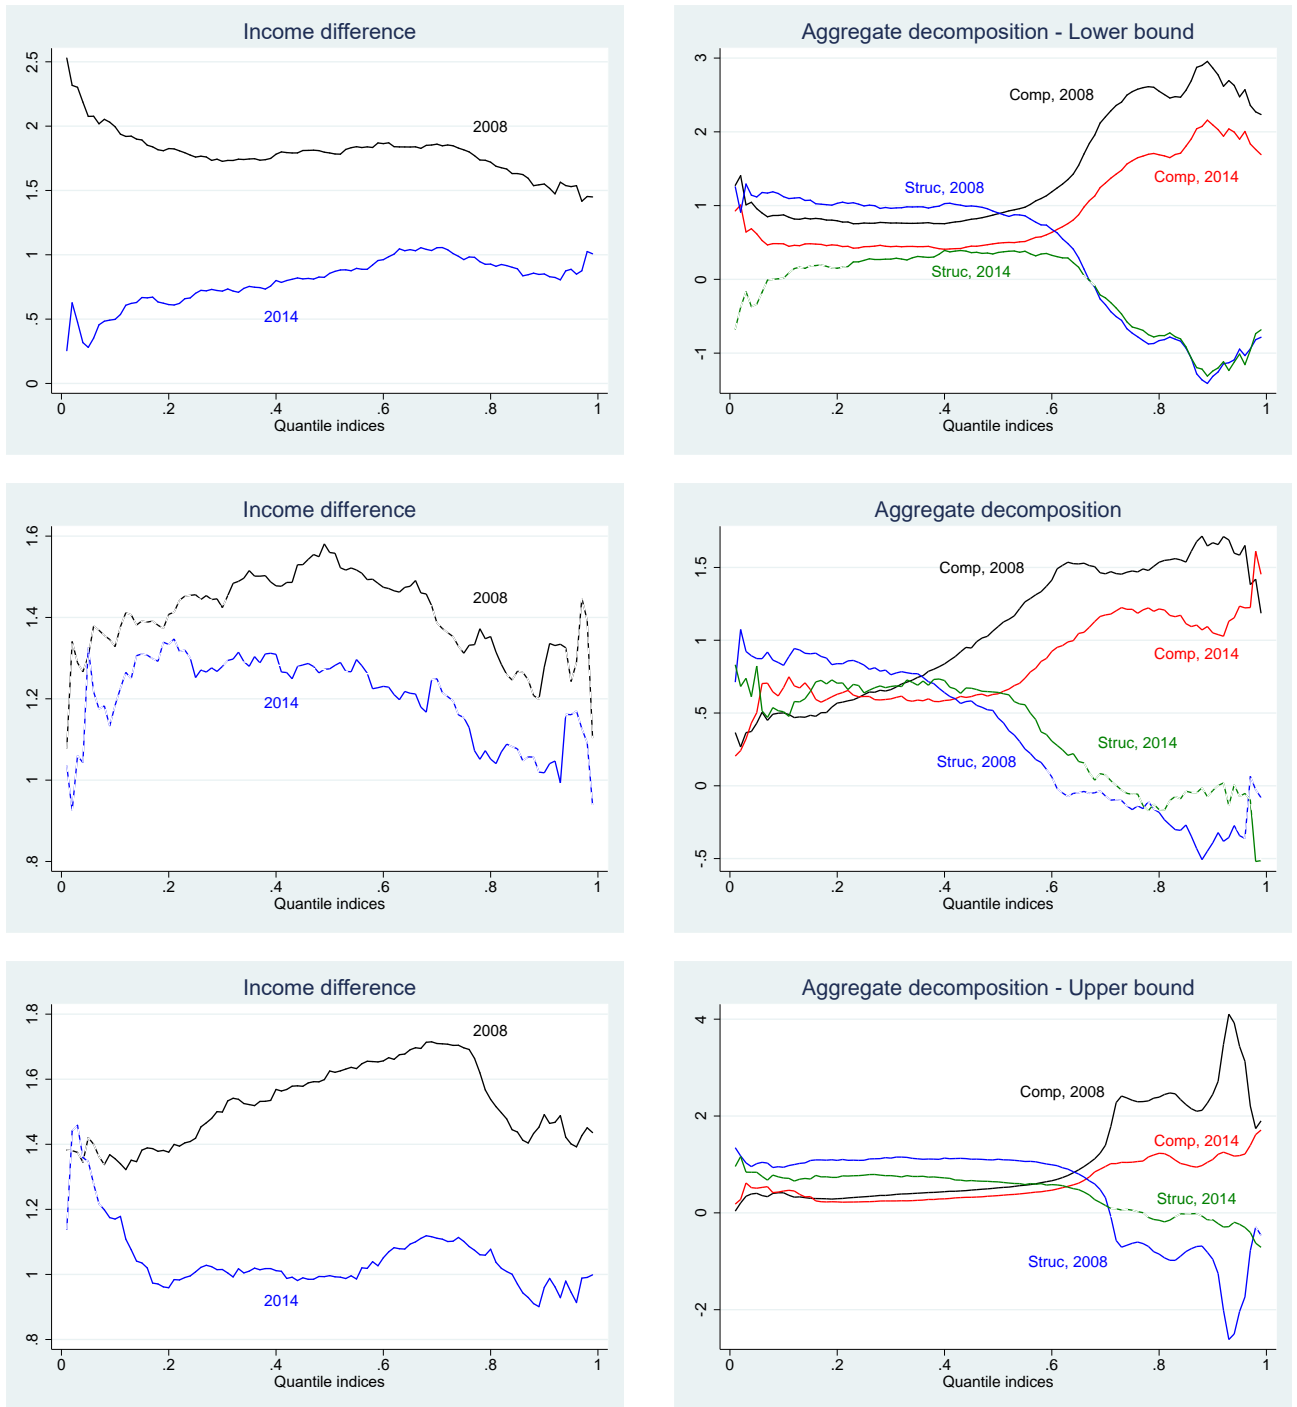 Income difference
2.5
2
1.5
1
.5
0
2008
2014
0 .2 .4 .6 .8 1
Quantile indices
Aggregate decomposition - Lower bound
3
2
1
0
-1
Comp, 2008
Comp, 2014
Struc, 2008
Struc, 2014
0 .2 .4 .6 .8 1
Quantile indices
Income difference
1.6
1.4
1.2
1
.8
2008
2014
0 .2 .4 .6 .8 1
Quantile indices
Aggregate decomposition
1.5
1
.5
0
-.5
Comp, 2008
Comp, 2014
Struc, 2014
Struc, 2008
0 .2 .4 .6 .8 1
Quantile indices
Income difference
1.8
1.6
1.4
1.2
1
.8
2008
2014
0 .2 .4 .6 .8 1
Quantile indices
Aggregate decomposition - Upper bound
4
2
0
-2
Comp, 2008
Comp, 2014
Struc, 2014
Struc, 2008
0 .2 .4 .6 .8 1
Quantile indices